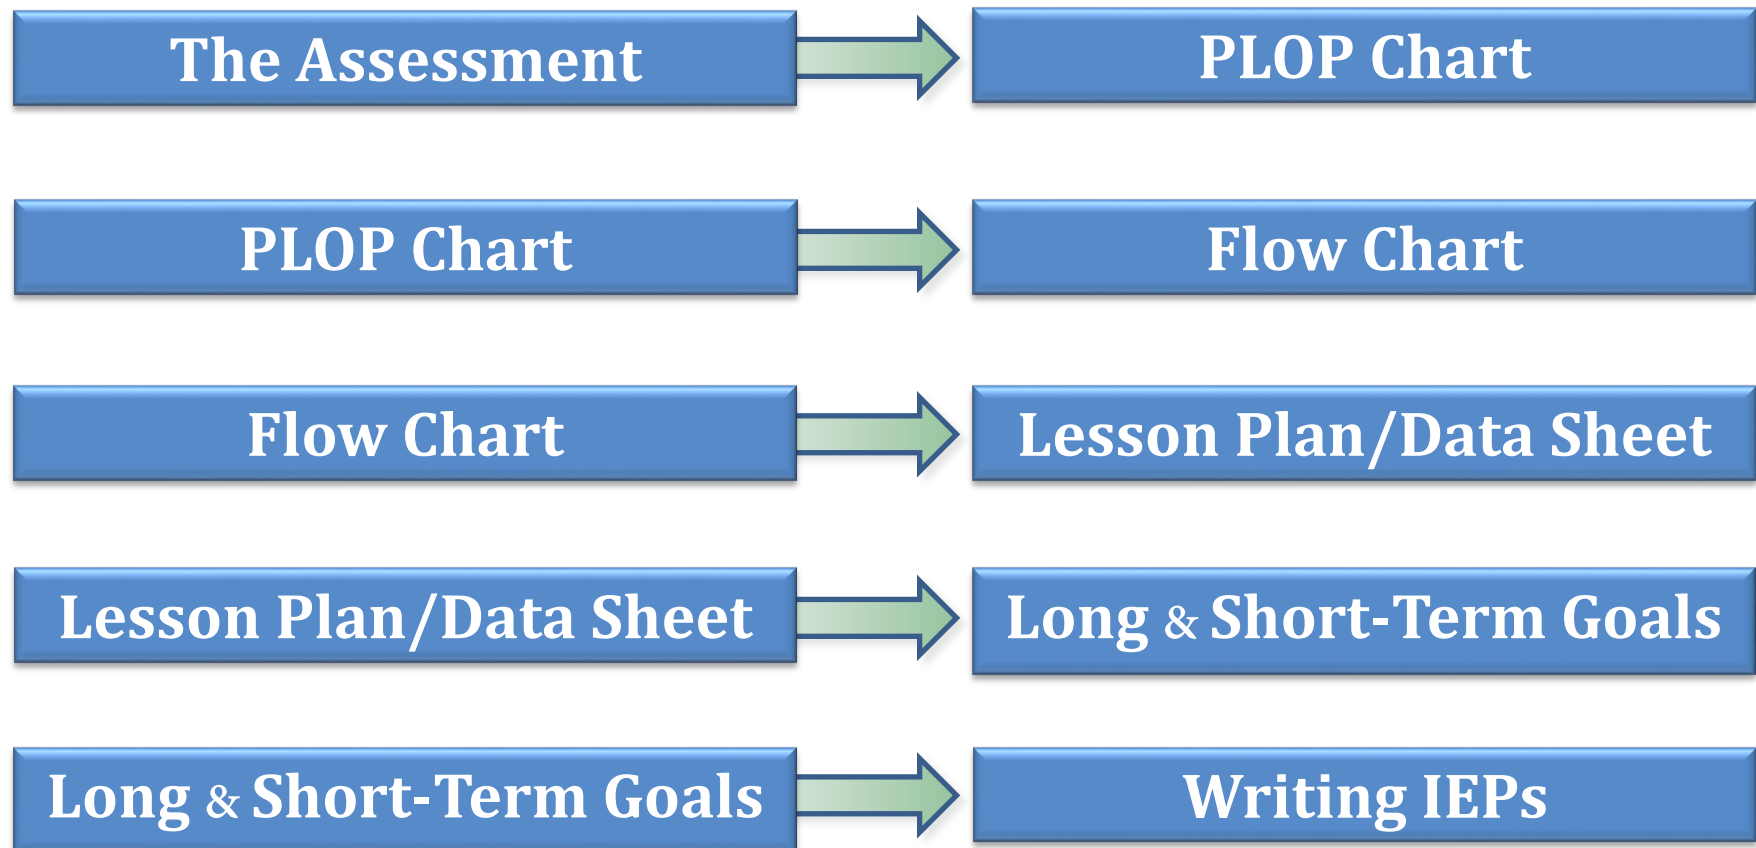 The Assessment
PLOP Chart
PLOP Chart
Flow Chart
Flow Chart
Lesson Plan/Data Sheet
Lesson Plan/Data Sheet
Long & Short-Term Goals
Long & Short-Term Goals
Writing IEPs